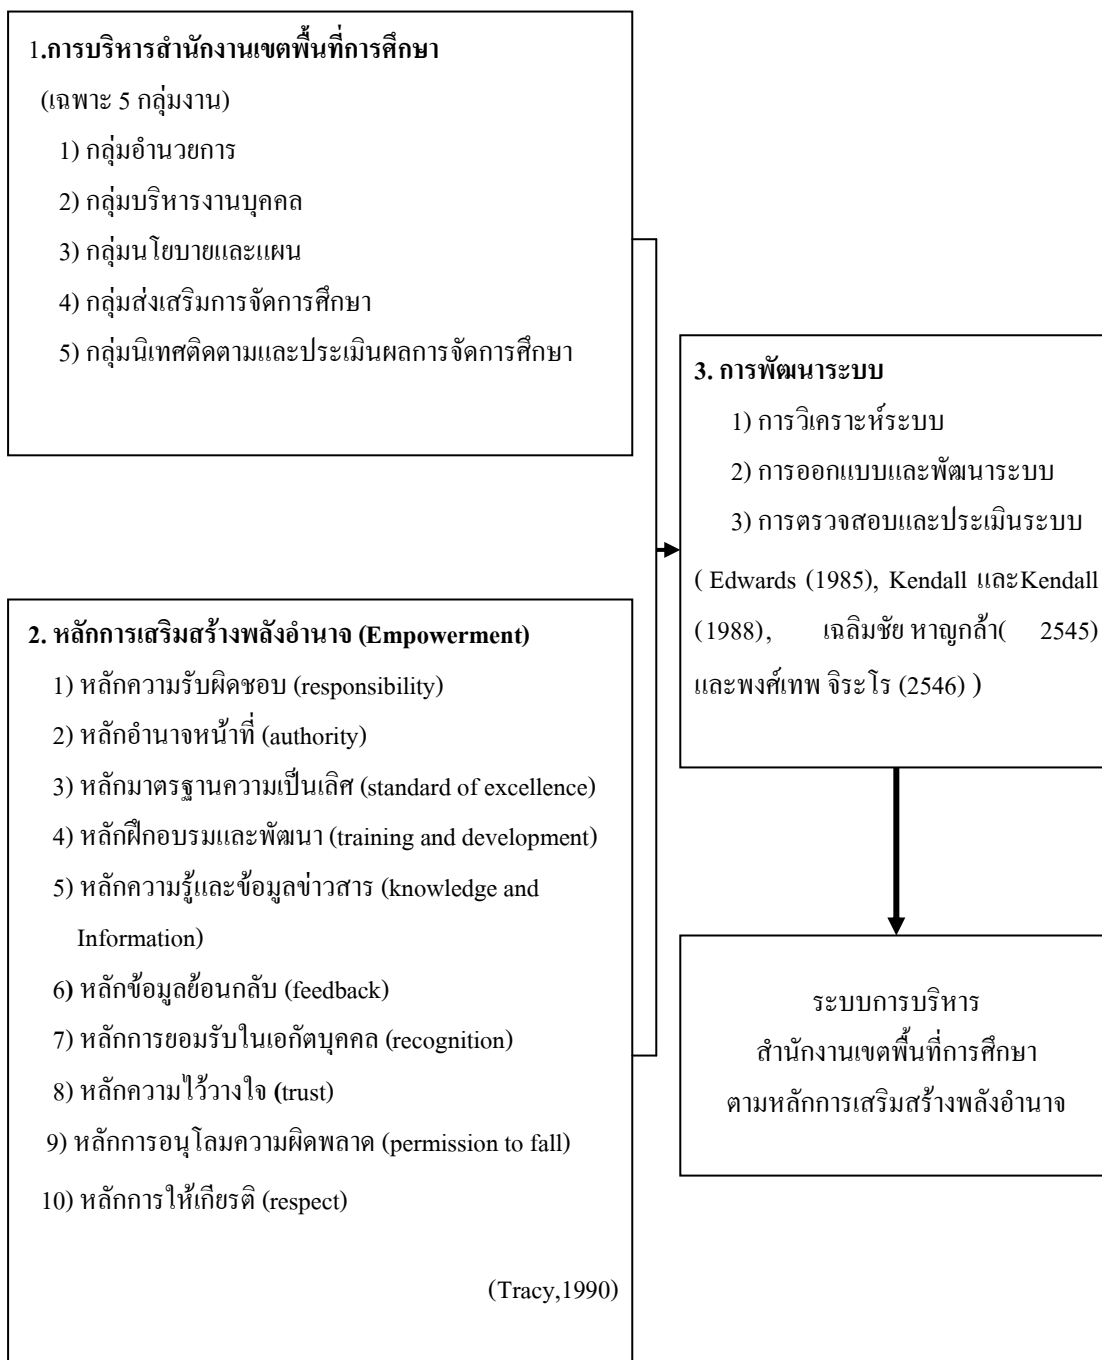 1.การบริหารสำนักงานเขตพื้นที่การศึกษา
(เฉพาะ 5 กลุ่มงาน)
1) กลุ่มอำนวยการ
2) กลุ่มบริหารงานบุคคล
3) กลุ่มนโยบายและแผน
4) กลุ่มส่งเสริมการจัดการศึกษา
5) กลุ่มนิเทศติดตามและประเมินผลการจัดการศึกษา
2. หลักการเสริมสร้างพลังอำนาจ (Empowerment)
1) หลักความรับผิดชอบ (responsibility)
2) หลักอำนาจหน้าที่ (authority)
3) หลักมาตรฐานความเป็นเลิศ (standard of excellence)
4) หลักฝึกอบรมและพัฒนา (training and development)
5) หลักความรู้และข้อมูลข่าวสาร (knowledge and
Information)
6) หลักข้อมูลย้อนกลับ (feedback)
7) หลักการยอมรับในเอกัตบุคคล (recognition)
8) หลักความไว้วางใจ (trust)
9) หลักการอนุโลมความผิดพลาด (permission to fall)
10) หลักการให้เกียรติ (respect)
(Tracy,1990)
3. การพัฒนาระบบ
1) การวิเคราะห์ระบบ
2) การออกแบบและพัฒนาระบบ
3) การตรวจสอบและประเมินระบบ
( Edwards (1985), Kendall และKendall
(1988), เฉลิมชัย หาญกล้า( 2545)
และพงศ์เทพ จิระโร (2546) )
ระบบการบริหาร
สำนักงานเขตพื้นที่การศึกษา
ตามหลักการเสริมสร้างพลังอำนาจ